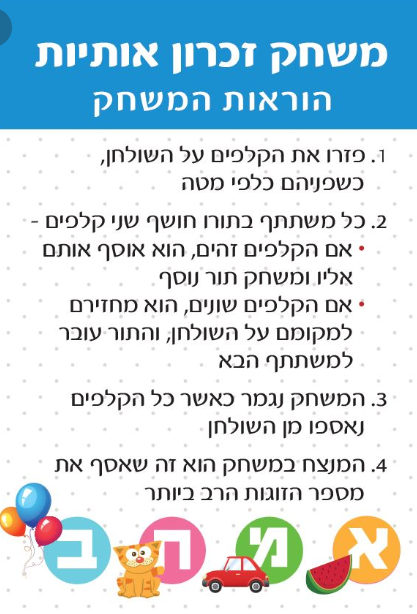 משחק זכרון אותיות
הוראות המשחק
1. פזרו את הקלפים על השולחן,
כשפניהם כלפי מטה
2. כל משתתף בתורו חושף שני קלפים -
• אם הקלפים זהים, הוא אוסף אותם
אליו ומשחק תור נוסף
• אם הקלפים שונים, הוא מחזירם
למקומם על השולחן, והתור עובר
למשתתף הבא
3. המשחק נגמר כאשר כל הקלפים
נאספו מן השולחן
4. המנצח במשחק הוא זה שאסף את
מספר הזוגות הרב ביותר
א מ ח ב